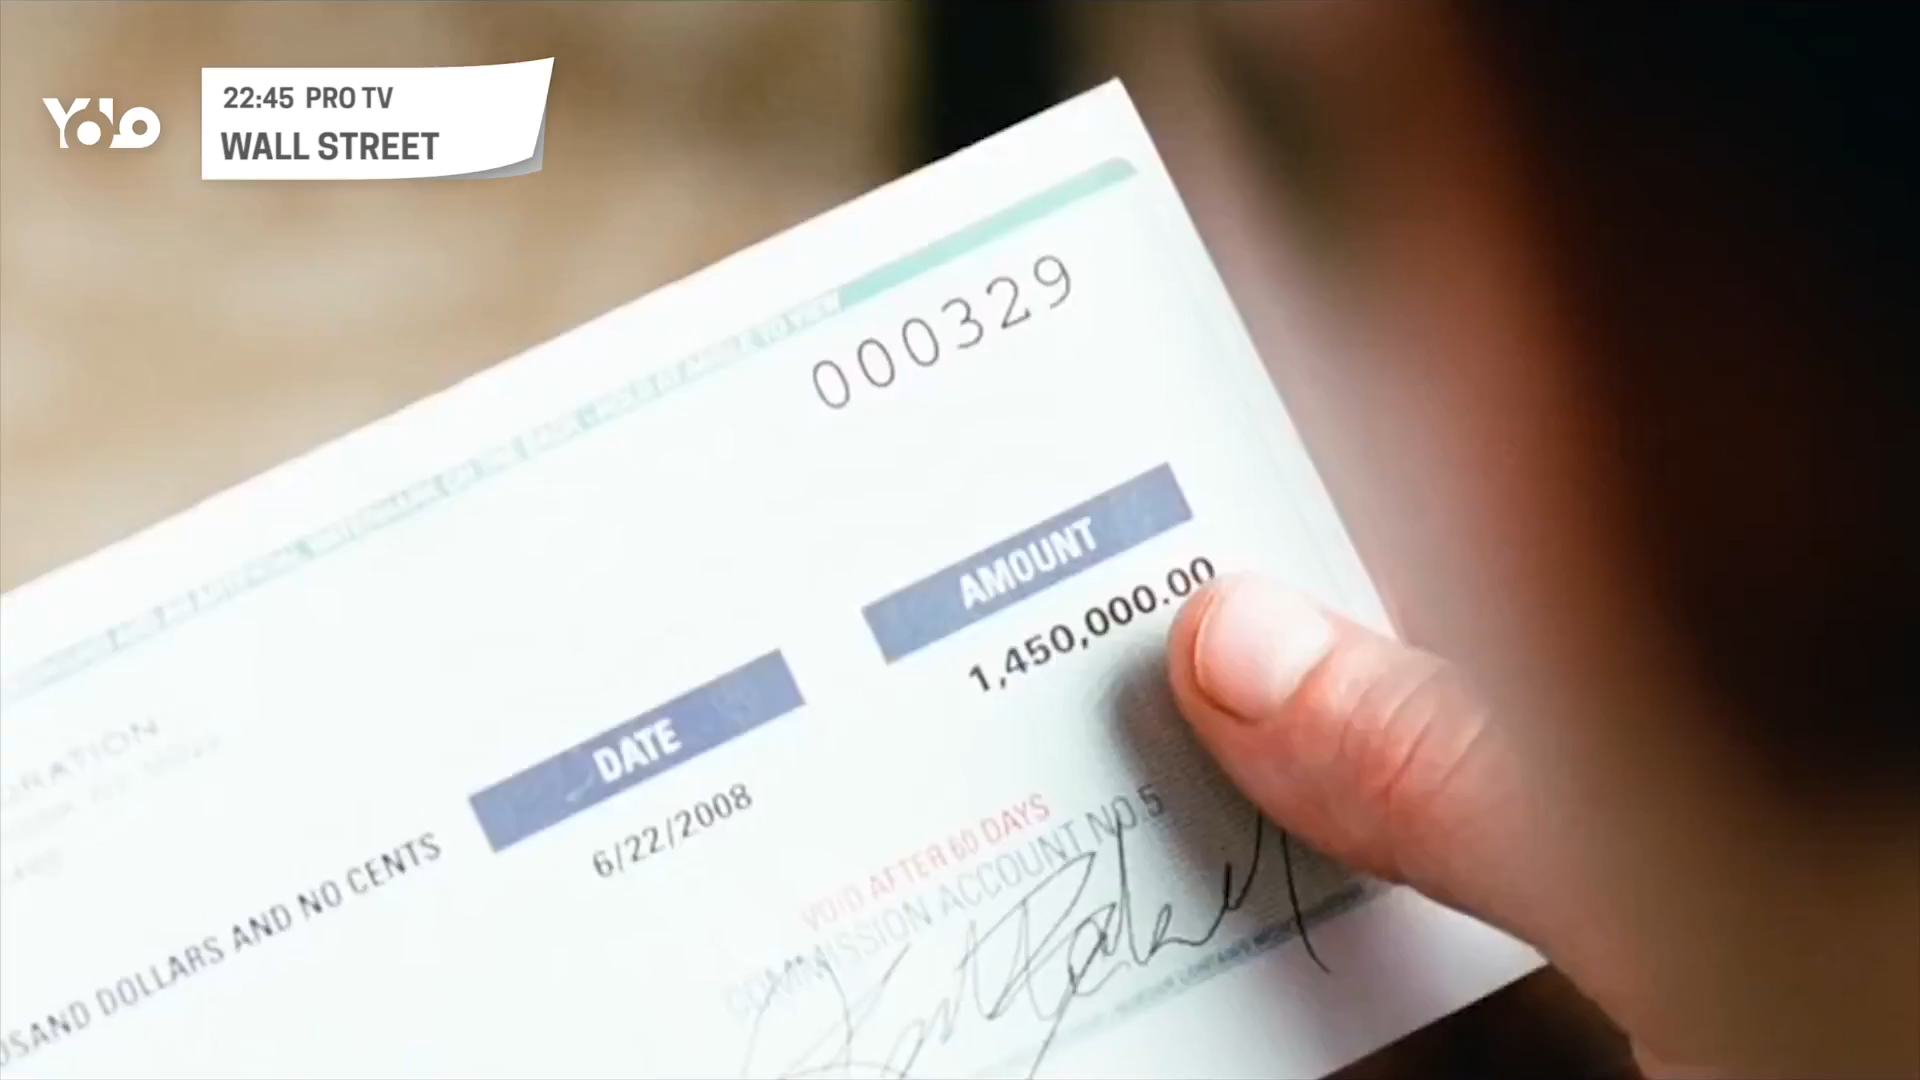 Yolo
22:45 PRO TV
WALL STREET
000329
AMOUNT
1,450,000.00
DATE
6/22/2008
DOLLARS AND NO CENTS
VOID AFTER 60 DAYS
COMMISSION ACCOUNT NO.5